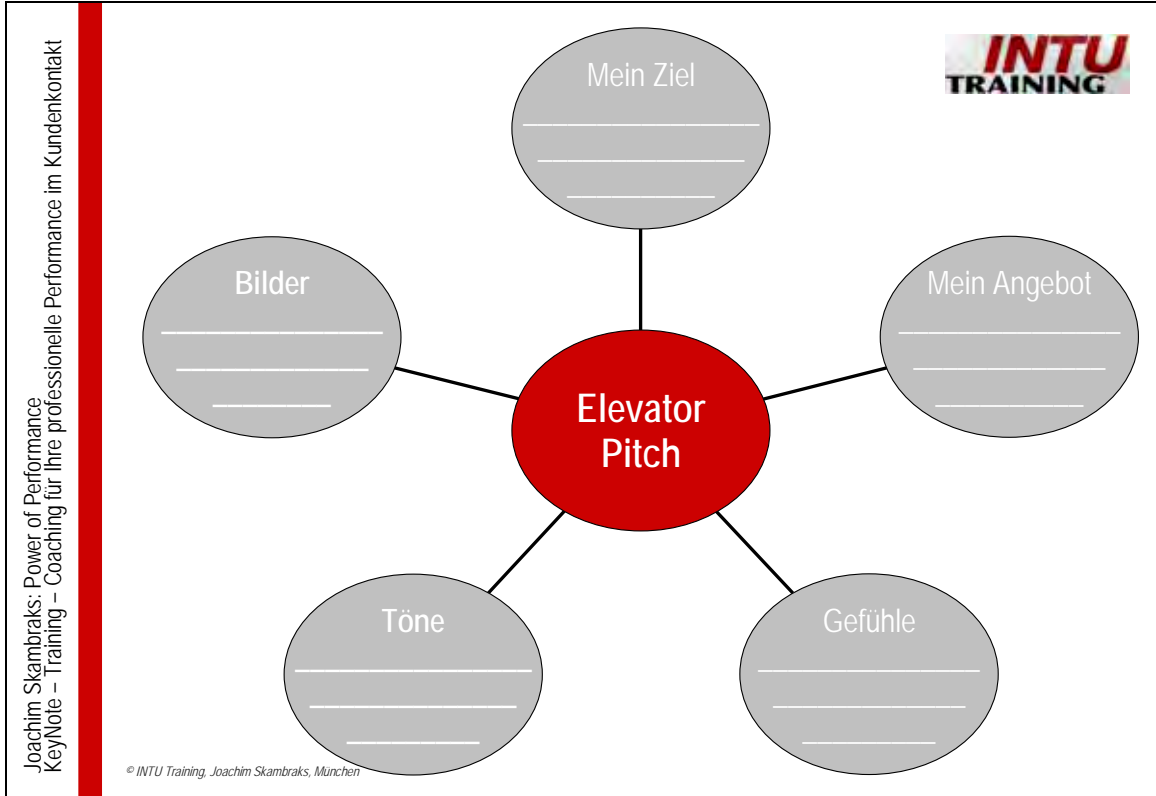 Joachim Skambraks: Power of Performance
KeyNote – Training – Coaching für Ihre professionelle Performance im Kundenkontakt
INTU
TRAINING
Mein Ziel
Bilder
Mein Angebot
Elevator
Pitch
Töne
Gefühle
© INTU Training, Joachim Skambraks, München